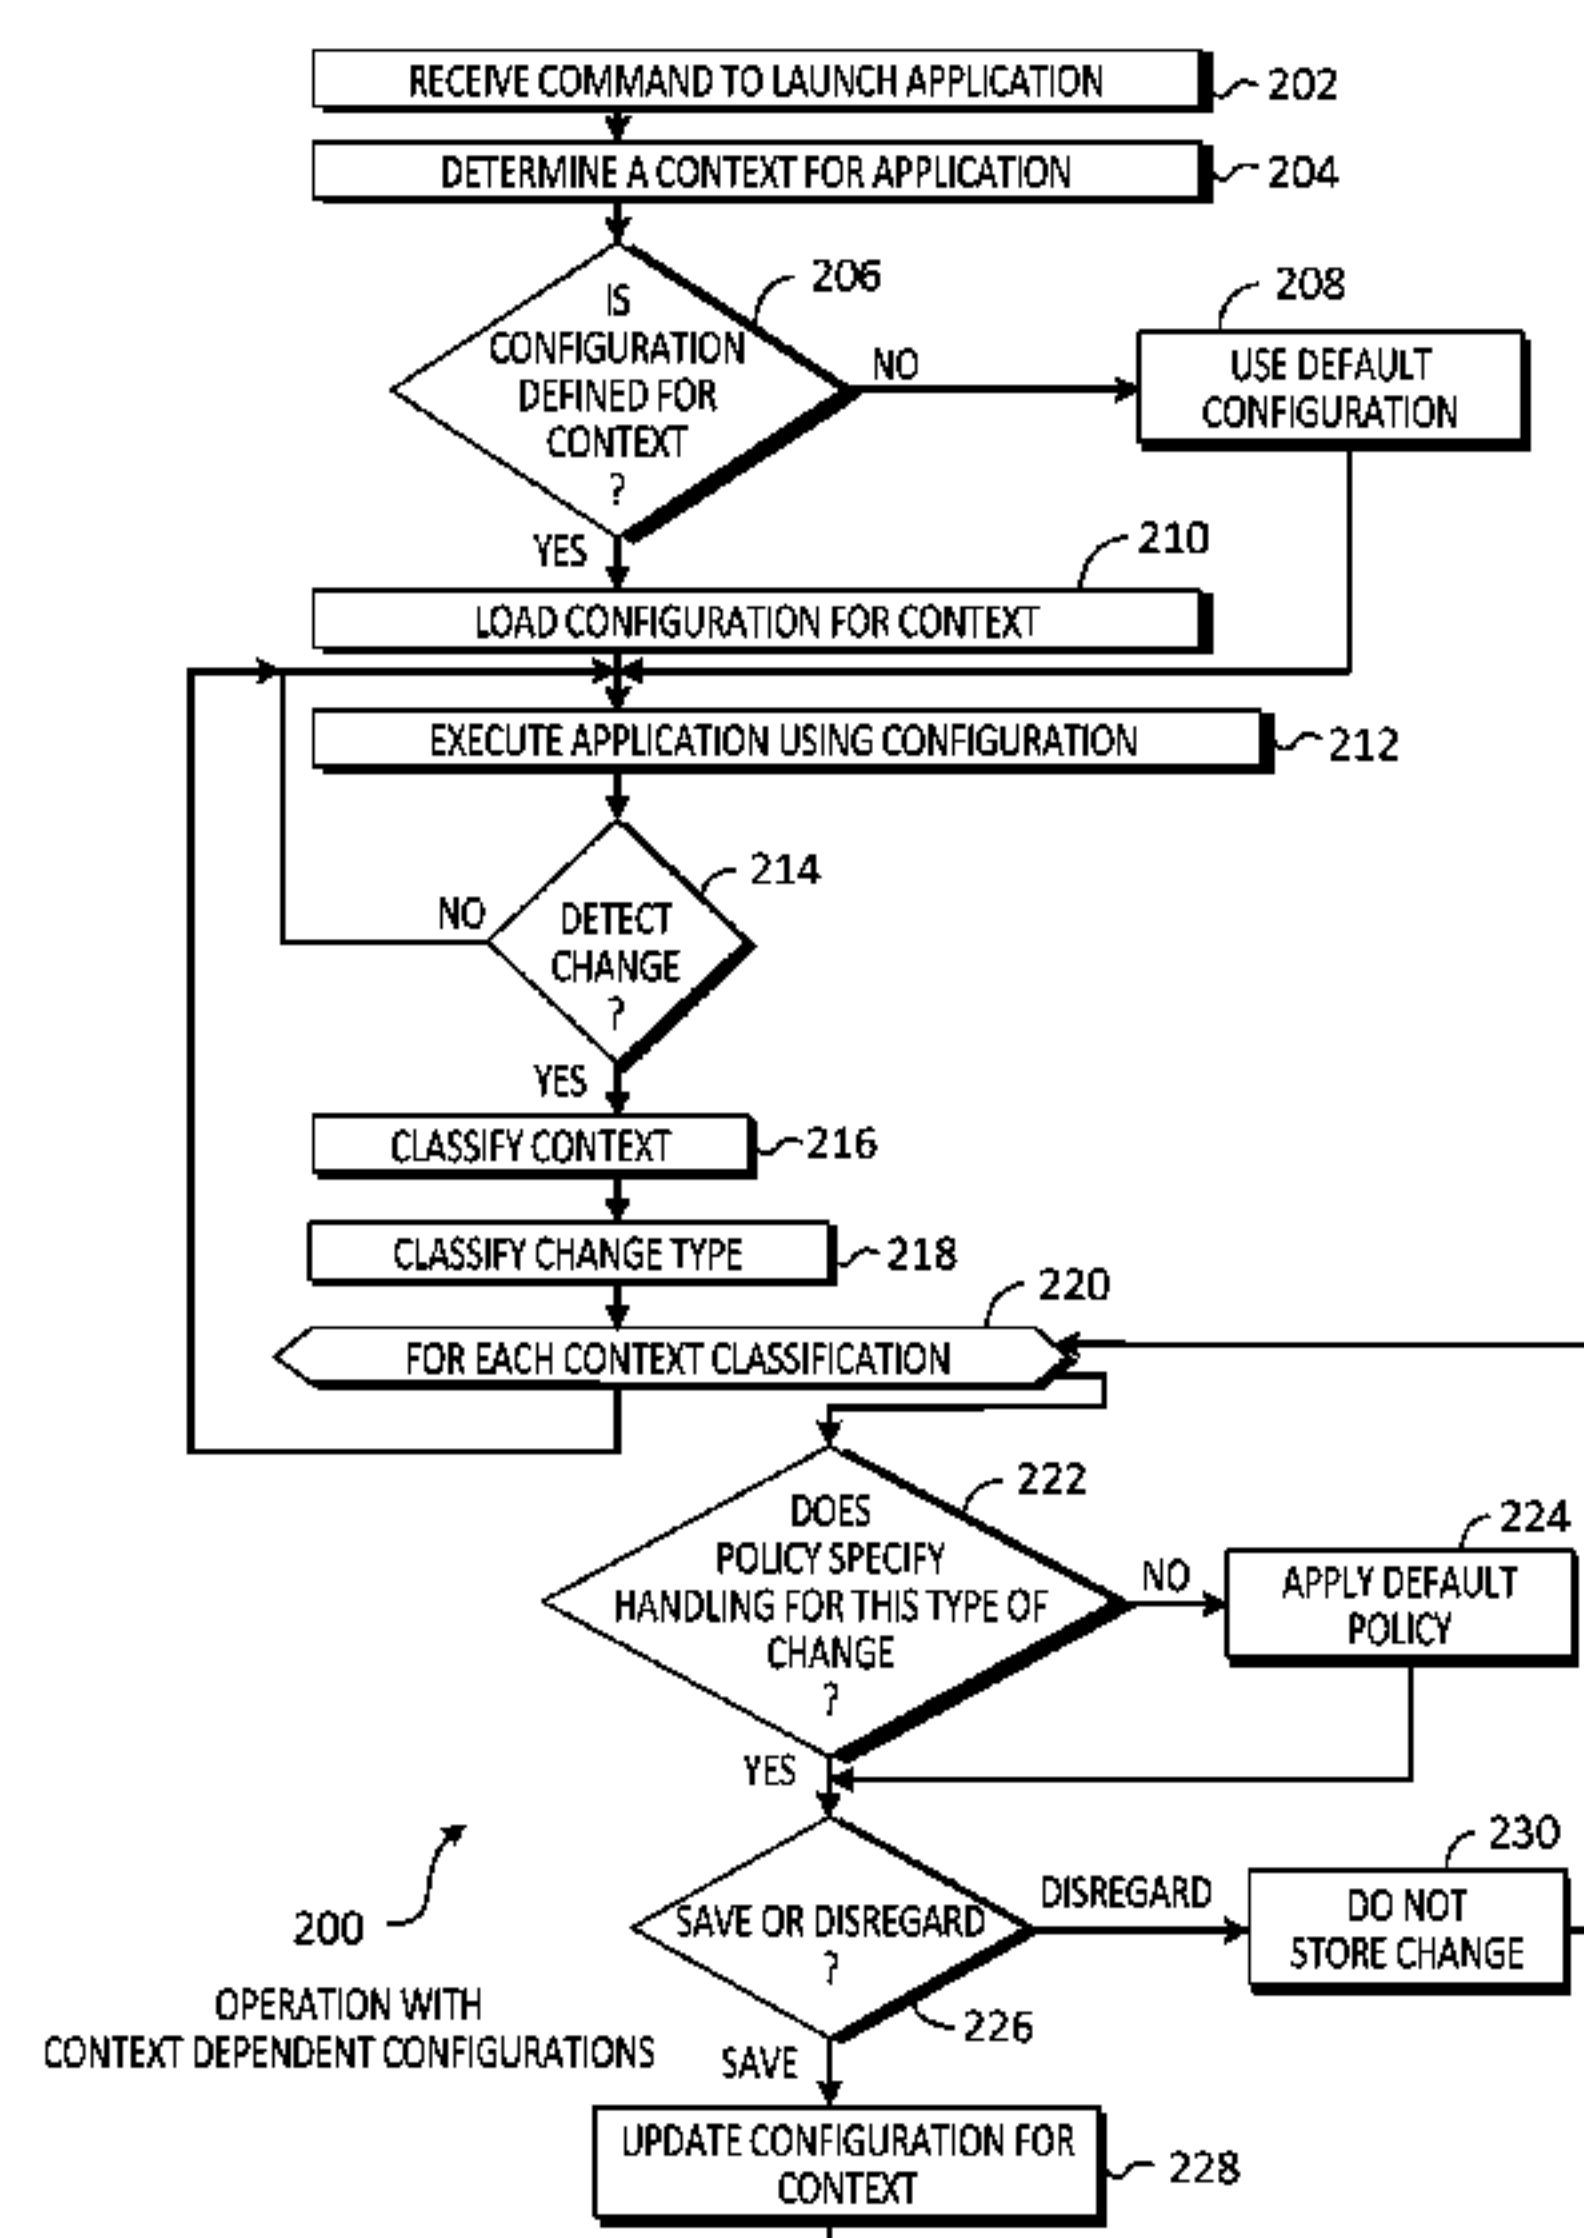 RECEIVE COMMAND TO LAUNCH APPLICATION
202
DETERMINE A CONTEXT FOR APPLICATION
204
206
IS
CONFIGURATION
DEFINED FOR
CONTEXT
?
NO
208
USE DEFAULT
CONFIGURATION
YES
210
LOAD CONFIGURATION FOR CONTEXT
EXECUTE APPLICATION USING CONFIGURATION
212
214
NO
DETECT
CHANGE
?
YES
CLASSIFY CONTEXT
216
CLASSIFY CHANGE TYPE
218
220
FOR EACH CONTEXT CLASSIFICATION
222
DOES
POLICY SPECIFY
HANDLING FOR THIS TYPE OF
CHANGE
?
NO
224
APPLY DEFAULT
POLICY
YES
SAVE OR DISREGARD
?
226
DISREGARD
230
DO NOT
STORE CHANGE
200
OPERATION WITH
CONTEXT DEPENDENT CONFIGURATIONS
SAVE
UPDATE CONFIGURATION FOR
CONTEXT
228